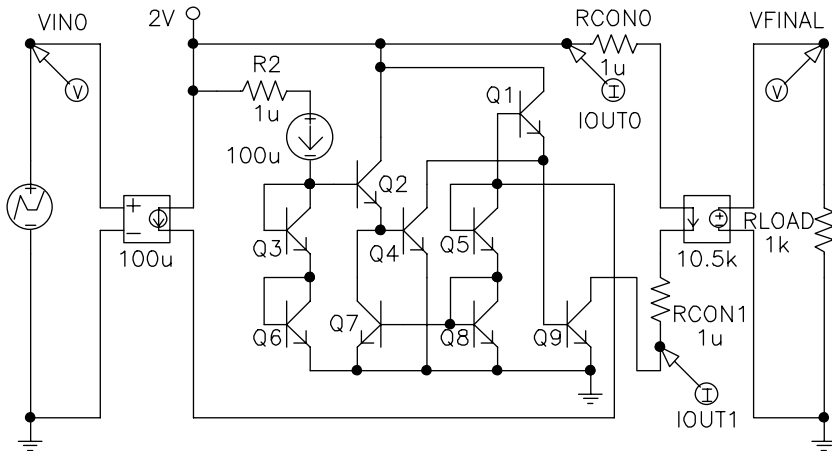 VIN0
2V
RCON0
VFINAL
R2
1u
1u
V
V
I
IOUT0
Q1
100u
Q2
+
−
100u
Q3
Q4
Q5
+
RLOAD
1k
10.5k
Q6
Q7
Q8
Q9
RCON1
1u
I
IOUT1